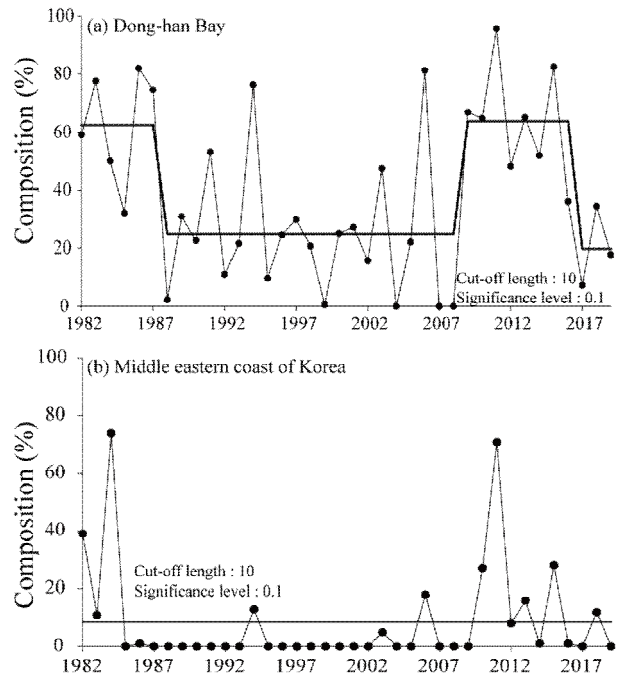 (a) Dong-han Bay
Composition (%)
100
80
60
40
20
0
Cut-off length : 10
Significance level : 0.1
1982 1987 1992 1997 2002 2007 2012 2017
(b) Middle eastern coast of Korea
Composition (%)
100
80
60
40
20
0
Cut-off length : 10
Significance level : 0.1
1982 1987 1992 1997 2002 2007 2012 2017